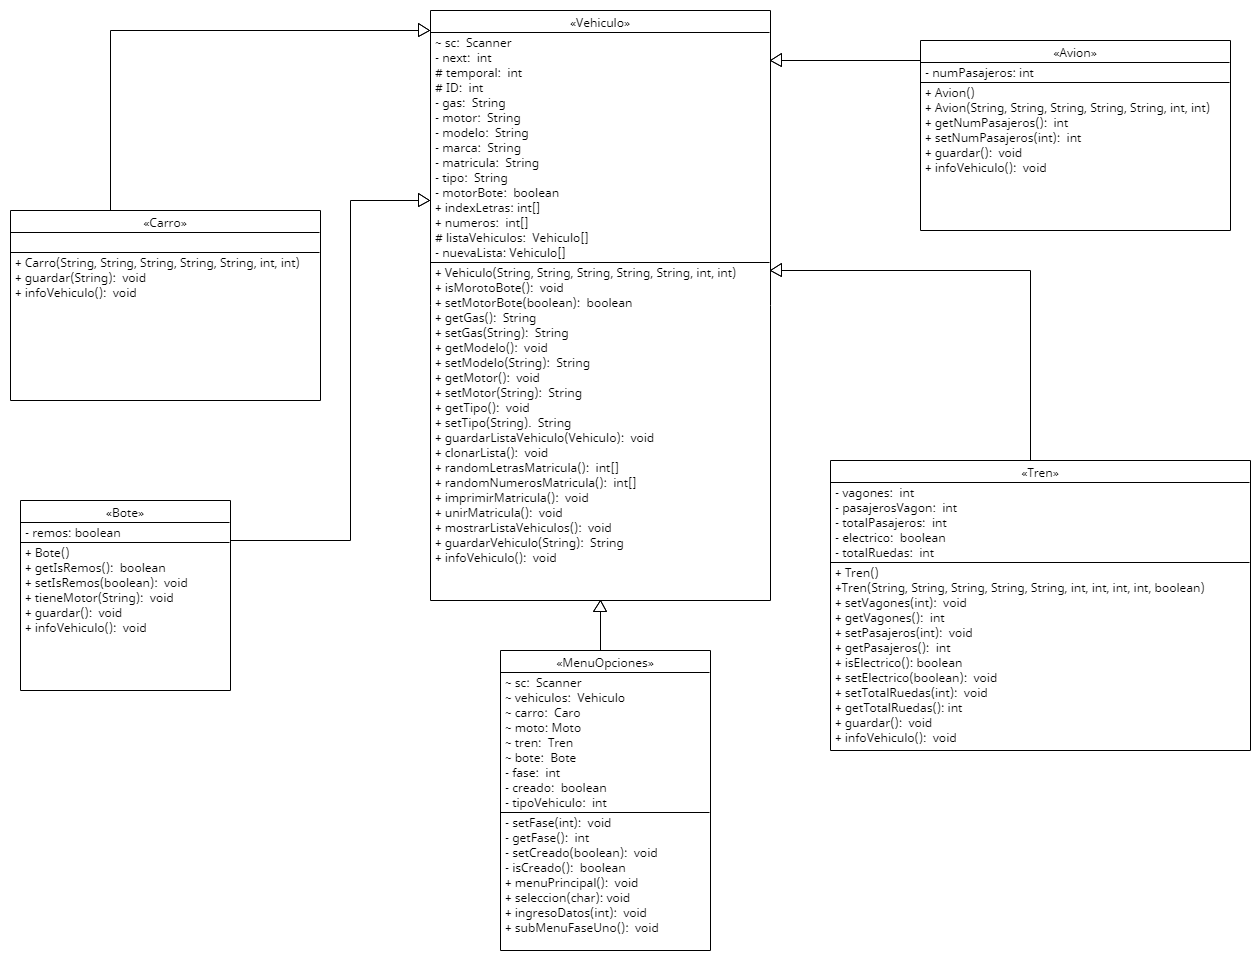 «Vehiculo»
~ sc: Scanner
- next: int
# temporal: int
# ID: int
- gas: String
- motor: String
- modelo: String
- marca: String
- matricula: String
- tipo: String
- motorBote: boolean
+ indexLetras: int[]
+ numeros: int[]
# listaVehiculos: Vehiculo[]
- nuevaLista: Vehiculo[]
+ Vehiculo(String, String, String, String, String, int, int)
+ isMorotoBote(): void
+ setMotorBote(boolean): boolean
+ getGas(): String
+ setGas(String): String
+ getModelo(): void
+ setModelo(String): String
+ getMotor(): void
+ setMotor(String): String
+ getTipo(): void
+ setTipo(String). String
+ guardarListaVehiculo(Vehiculo): void
+ clonarLista(): void
+ randomLetrasMatricula(): int[]
+ randomNumerosMatricula(): int[]
+ imprimirMatricula(): void
+ unirMatricula(): void
+ mostrarListaVehiculos(): void
+ guardarVehiculo(String): String
+ infoVehiculo(): void
«Avion»
- numPasajeros: int
+ Avion()
+ Avion(String, String, String, String, String, int, int)
+ getNumPasajeros(): int
+ setNumPasajeros(int): int
+ guardar(): void
+ infoVehiculo(): void
«Carro»
+ Carro(String, String, String, String, String, int, int)
+ guardar(String): void
+ infoVehiculo(): void
«Bote»
- remos: boolean
+ Bote()
+ getIsRemos(): boolean
+ setIsRemos(boolean): void
+ tieneMotor(String): void
+ guardar(): void
+ infoVehiculo(): void
«Tren»
- vagones: int
- pasajerosVagon: int
- totalPasajeros: int
- electrico: boolean
- totalRuedas: int
+ Tren()
+Tren(String, String, String, String, String, int, int, int, int, boolean)
+ setVagones(int): void
+ getVagones(): int
+ setPasajeros(int): void
+ getPasajeros(): int
+ isElectrico(): boolean
+ setElectrico(boolean): void
+ setTotalRuedas(int): void
+ getTotalRuedas(): int
+ guardar(): void
+ infoVehiculo(): void
«MenuOpciones»
~ sc: Scanner
~ vehiculos: Vehiculo
~ carro: Caro
~ moto: Moto
~ tren: Tren
~ bote: Bote
- fase: int
- creado: boolean
- tipoVehiculo: int
- setFase(int): void
- getFase(): int
- setCreado(boolean): void
- isCreado(): boolean
+ menuPrincipal(): void
+ seleccion(char): void
+ ingresoDatos(int): void
+ subMenuFaseUno(): void